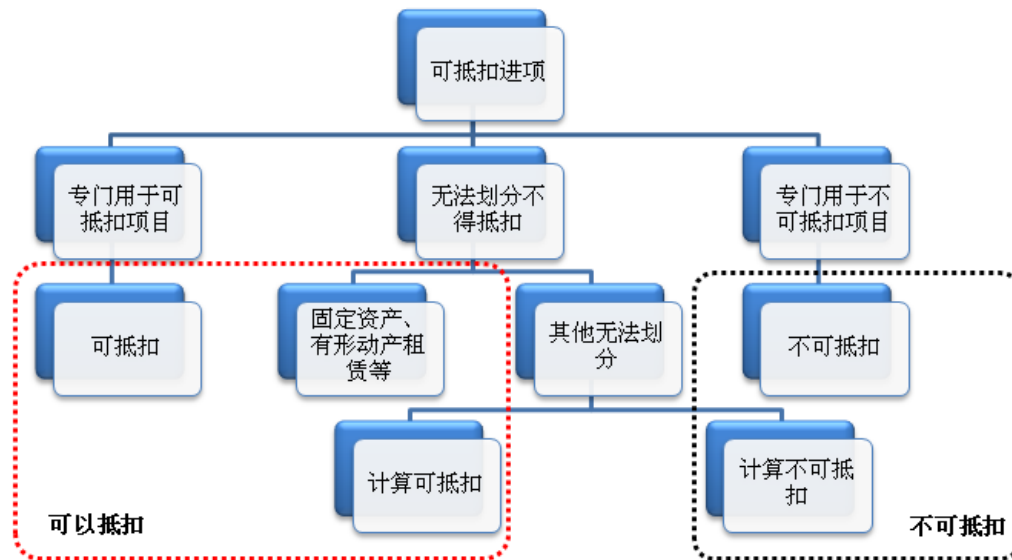 可抵扣进项
专门用于可
抵扣项目
无法划分不
得抵扣
专门用于不
可抵扣项目
可抵扣
固定资产、
有形动产租
赁等
其他无法划
分
不可抵扣
计算可抵扣
计算不可抵
扣
可以抵扣
不可抵扣